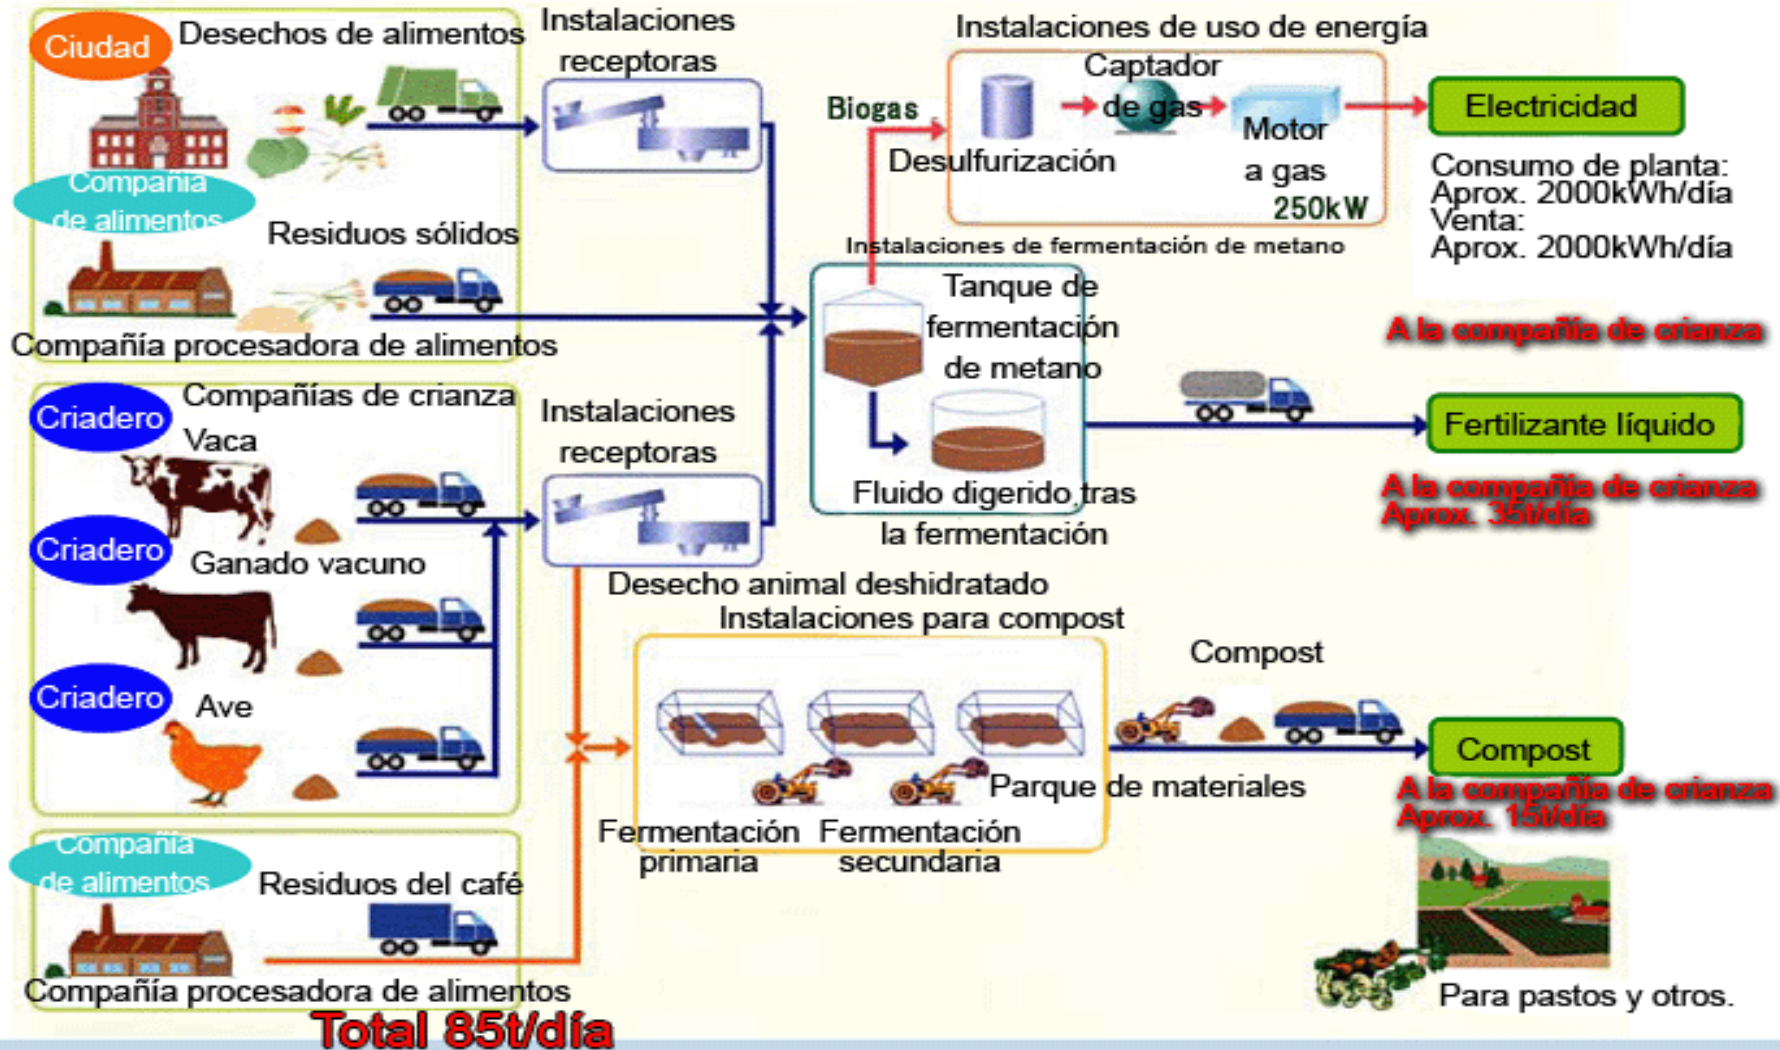 Ciudad
Desechos de alimentos
Compañía
de alimentos
Residuos sólidos
Compañía procesadora de alimentos
Instalaciones
receptoras
Criadero
Compañías de crianza
Vaca
Criadero
Ganado vacuno
Criadero
Ave
Instalaciones
receptoras
Compañía
de alimentos
Residuos del café
Compañía procesadora de alimentos
Total 85t/día
Instalaciones de uso de energía
Biogas
Desulfurización
Captador
de gas
Motor
a gas
250kW
Electricidad
Consumo de planta:
Aprox. 2000kWh/día
Venta:
Aprox. 2000kWh/día
Instalaciones de fermentación de metano
Tanque de
fermentación
de metano
Fluido digerido,tras
la fermentación
A la compañía de crianza
Fertilizante líquido
A la compañía de crianza
Aprox. 35t/día
Desecho animal deshidratado
Instalaciones para compost
Fermentación
primaria
Fermentación
secundaria
Parque de materiales
Compost
Compost
A la compañía de crianza
Aprox. 15t/día
Para pastos y otros.